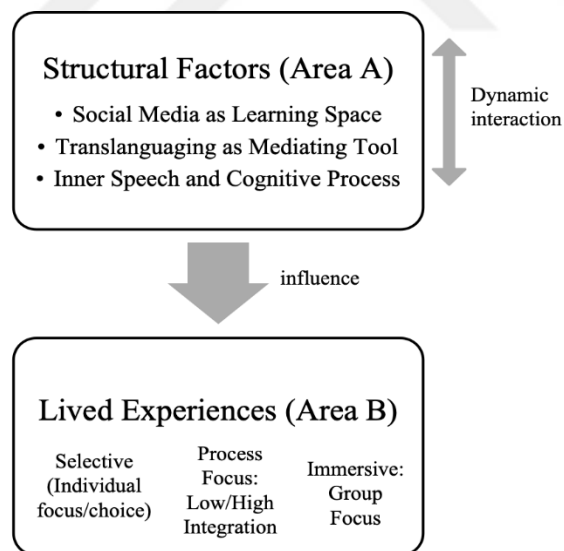 Structural Factors (Area A)
• Social Media as Learning Space
• Translanguaging as Mediating Tool
• Inner Speech and Cognitive Process
Dynamic
interaction
influence
Lived Experiences (Area B)
Selective
(Individual
focus/choice)
Process
Focus:
Low/High
Integration
Immersive:
Group
Focus